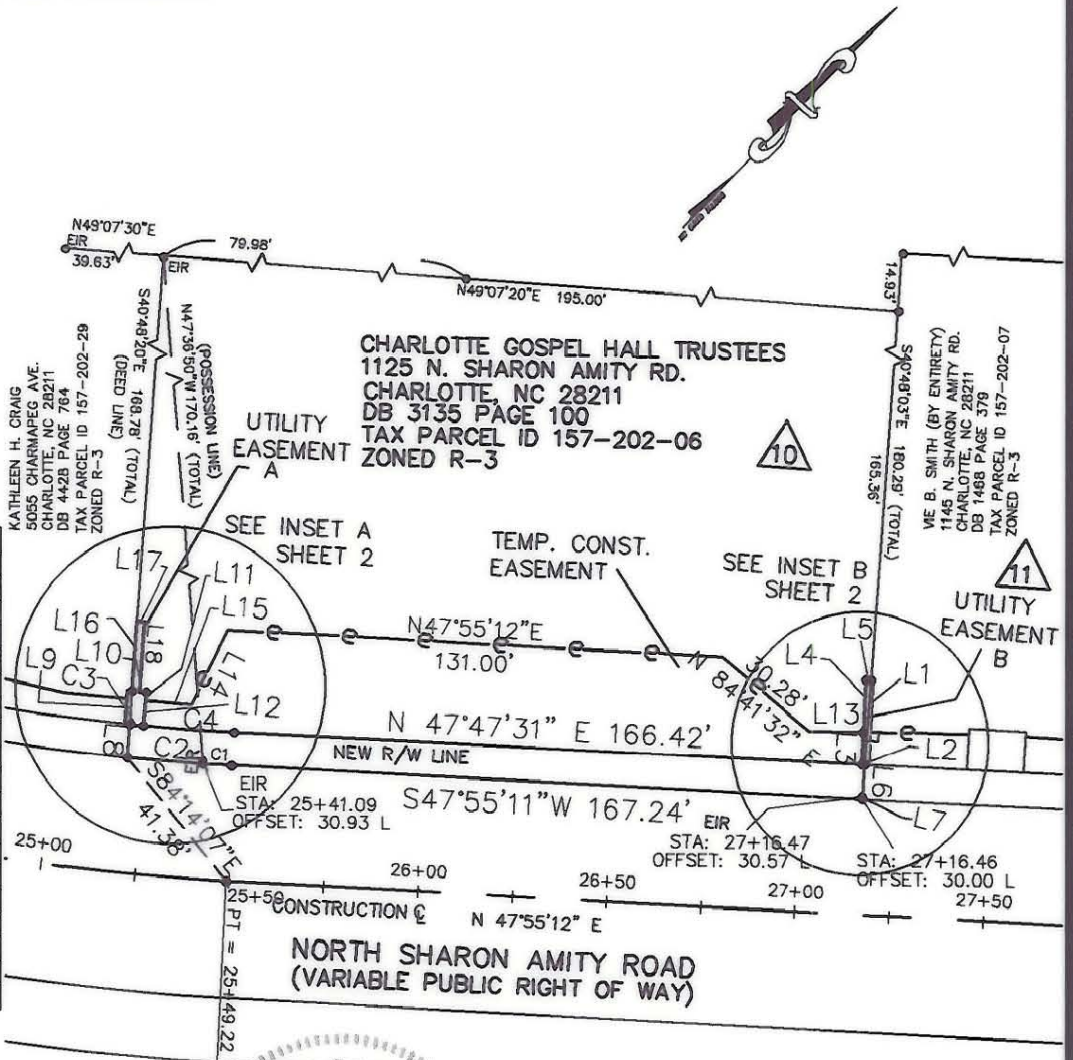 N49°07'30"E
EIR
39.63'
EIR
79.98'
N49°07'20"E 195.00'
14.93'
S40°48'20"E 168.78' (TOTAL)
(DEED LINE)
N47°36'50"W 170.16' (TOTAL)
(POSSESSION LINE)
KATHLEEN H. CRAIG
5055 CHARMAPEG AVE.
CHARLOTTE, NC 28211
DB 4428 PAGE 764
TAX PARCEL ID 157-202-29
ZONED R-3
CHARLOTTE GOSPEL HALL TRUSTEES
1125 N. SHARON AMITY RD.
CHARLOTTE, NC 28211
DB 3135 PAGE 100
TAX PARCEL ID 157-202-06
ZONED R-3
10
S40°48'03"E 180.29' (TOTAL)
165.36'
VIE B. SMITH (BY ENTIRETY)
1145 N. SHARON AMITY RD.
CHARLOTTE, NC 28211
DB 1468 PAGE 379
TAX PARCEL ID 157-202-07
ZONED R-3
11
UTILITY
EASEMENT
A
SEE INSET A
SHEET 2
TEMP. CONST.
EASEMENT
SEE INSET B
SHEET 2
UTILITY
EASEMENT
B
L17
L11
L16
L15
L18
L10
L9
C3
L14
L12
C4
L8
C2
EIR
C1
N47°55'12"E
131.00'
30.28'
N 84°41'32" E
L5
L4
L1
L13
L3
L2
L6
L7
N 47°47'31" E 166.42'
NEW R/W LINE
S47°55'11"W 167.24'
EIR
STA: 25+41.09
OFFSET: 30.93 L
S84°14'07"E
41.38'
EIR
STA: 27+16.47
OFFSET: 30.57 L
STA: 27+16.46
OFFSET: 30.00 L
25+00
25+50
26+00
26+50
27+00
27+50
CONSTRUCTION ℄
N 47°55'12" E
PT = 25+49.22
NORTH SHARON AMITY ROAD
(VARIABLE PUBLIC RIGHT OF WAY)